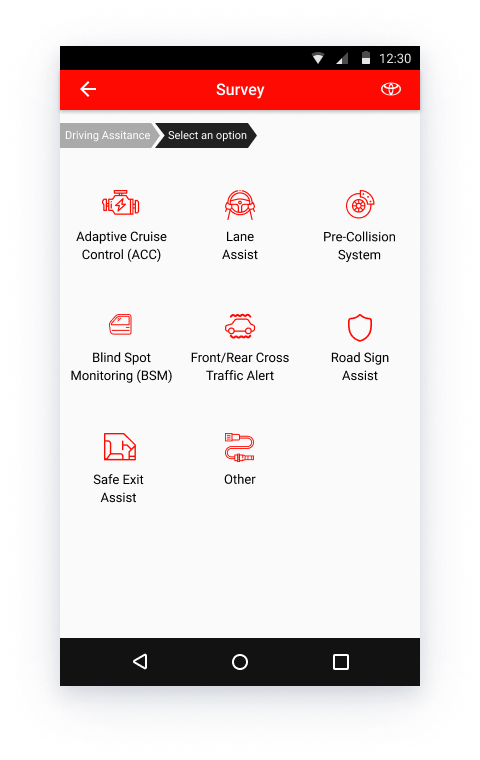 12:30
Survey
Driving Assitance
Select an option
Adaptive Cruise
Control (ACC)
Lane
Assist
Pre-Collision
System
Blind Spot
Monitoring (BSM)
Front/Rear Cross
Traffic Alert
Road Sign
Assist
Safe Exit
Assist
Other